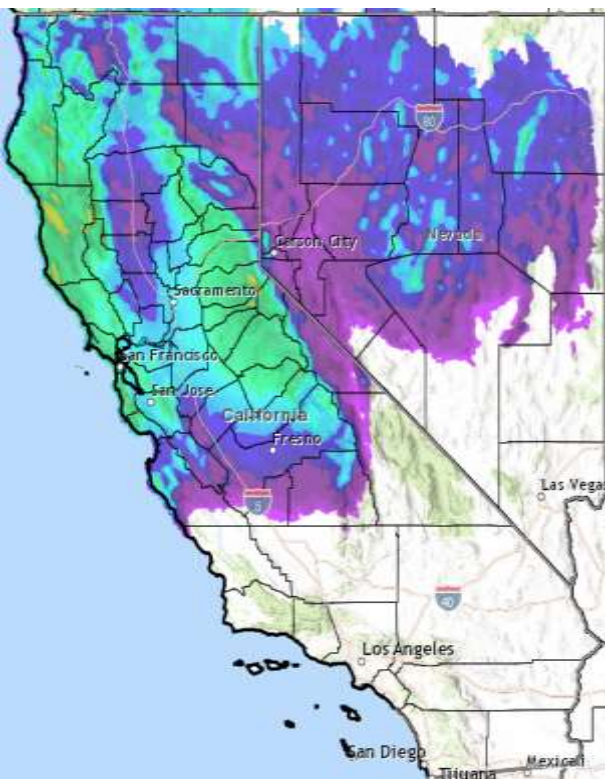 80
Nevada
Carson City
Sacramento
San Francisco
San Jose
California
Fresno
5
Las Vegas
40
Los Angeles
San Diego
Tijuana
Mexicali